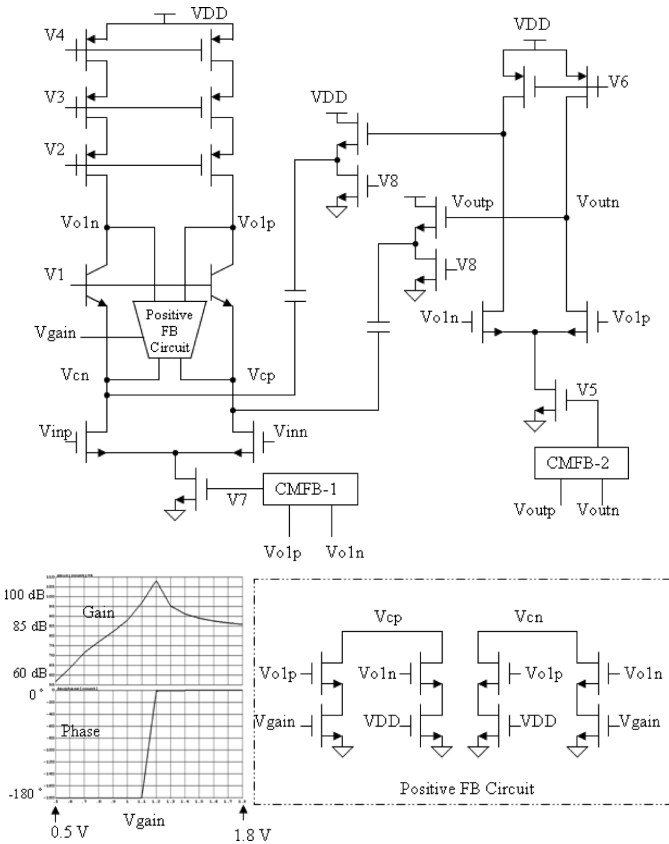 VDD
V4
V3
V2
Vo1n
Vo1p
V1
Vgain
Positive
FB
Circuit
Vcn
Vcp
Vinp
Vinn
V7
CMFB-1
Vo1p
Vo1n
VDD
V8
Voutp
V8
VDD
V6
Voutn
Vo1n
Vo1p
V5
CMFB-2
Voutp
Voutn
100 dB
85 dB
60 dB
Gain
0 °
Phase
-180 °
Vgain
0.5 V
1.8 V
Vcp
Vcn
Vo1p
Vo1n
Vo1p
Vo1n
Vgain
VDD
VDD
Vgain
Positive FB Circuit